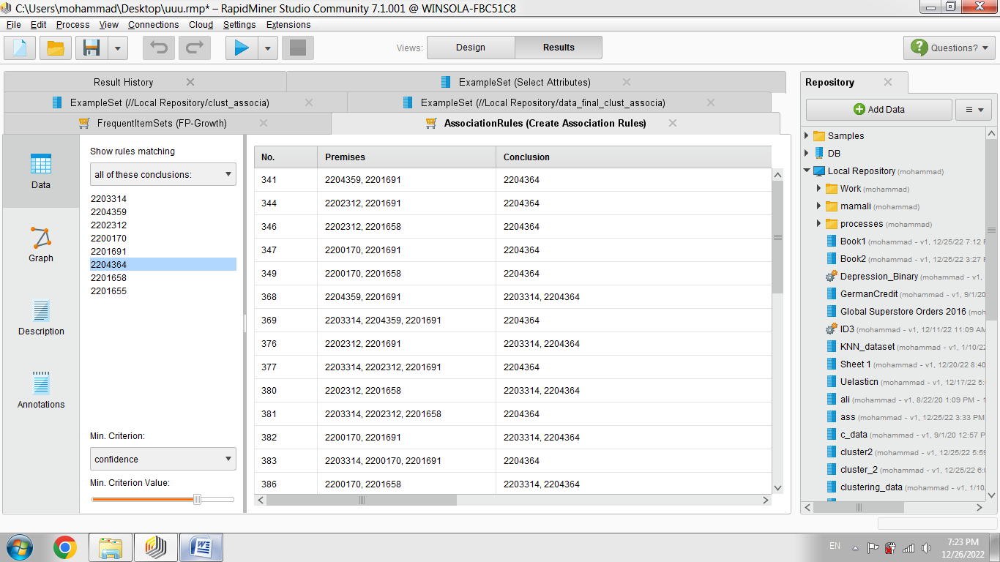 C:\Users\mohammad\Desktop\uuu.rmp* – RapidMiner Studio Community 7.1.001 @ WINSOLA-FBC51C8
File Edit Process View Connections Cloud Settings Extensions
Views: Design Results
Questions?
Result History
ExampleSet (Select Attributes)
ExampleSet (///Local Repository/clust_associa)
ExampleSet (///Local Repository/data_final_clust_associa)
FrequentItemSets (FP-Growth)
AssociationRules (Create Association Rules)
Data
Graph
Description
Annotations
Show rules matching
all of these conclusions:
2203314
2204359
2202312
2200170
2201691
2204364
2201658
2201655
Min. Criterion:
confidence
Min. Criterion Value:
No. Premises Conclusion
341 2204359, 2201691 2204364
344 2202312, 2201691 2204364
346 2202312, 2201658 2204364
347 2200170, 2201691 2204364
349 2200170, 2201658 2204364
368 2204359, 2201691 2203314, 2204364
369 2203314, 2204359, 2201691 2204364
376 2202312, 2201691 2203314, 2204364
377 2203314, 2202312, 2201691 2204364
380 2202312, 2201658 2203314, 2204364
381 2203314, 2202312, 2201658 2204364
382 2200170, 2201691 2203314, 2204364
383 2203314, 2200170, 2201691 2204364
386 2200170, 2201658 2203314, 2204364
Repository
Add Data
Samples
DB
Local Repository (mohammad)
Work (mohammad)
mamali (mohammad)
processes (mohammad)
Book1 (mohammad - v1, 12/25/22 7:12
Book2 (mohammad - v1, 12/25/22 3:27
Depression_Binary (mohammad - v1,
GermanCredit (mohammad - v1, 9/1/20
Global Superstore Orders 2016 (moh
ID3 (mohammad - v1, 12/11/22 11:09 AM
KNN_dataset (mohammad - v1, 1/10/22
Sheet 1 (mohammad - v1, 12/20/22 8:40
Uelasticn (mohammad - v1, 12/17/22 5:
ali (mohammad - v1, 8/22/20 1:09 PM - 1
ass (mohammad - v1, 12/25/22 3:33 PM
c_data (mohammad - v1, 9/1/20 12:57 P
cluster2 (mohammad - v1, 12/25/22 5:59
cluster_2 (mohammad - v1, 12/25/22 6:0
clustering_data (mohammad - v1, 1/10/
EN
7:23 PM
12/26/2022